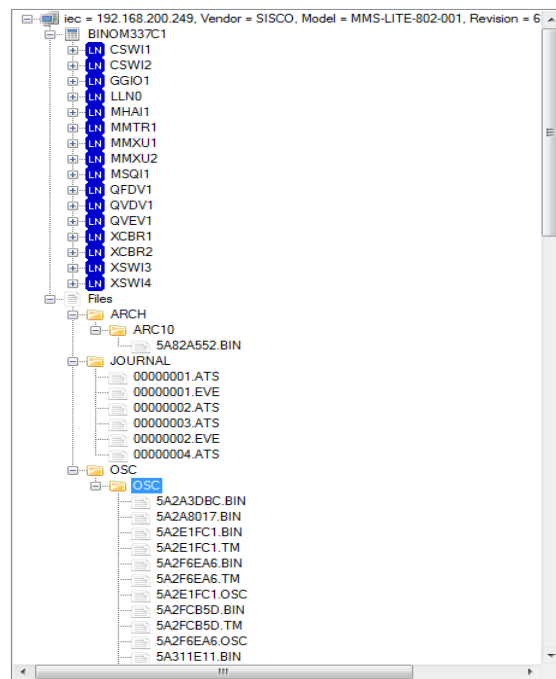 iec = 192.168.200.249, Vendor = SISCO, Model = MMS-LITE-802-001, Revision = 6
BINOM337C1
LN CSWI1
LN CSWI2
LN GGIO1
LN LLN0
LN MHAI1
LN MMTR1
LN MMXU1
LN MMXU2
LN MSQI1
LN QFDV1
LN QVDV1
LN QVEV1
LN XCBR1
LN XCBR2
LN XSWI3
LN XSWI4
Files
ARCH
ARC10
5A82A552.BIN
JOURNAL
00000001.ATS
00000001.EVE
00000002.ATS
00000003.ATS
00000002.EVE
00000004.ATS
OSC
OSC
5A2A3DBC.BIN
5A2A8017.BIN
5A2E1FC1.BIN
5A2E1FC1.TM
5A2F6EA6.BIN
5A2F6EA6.TM
5A2E1FC1.OSC
5A2FCB5D.BIN
5A2FCB5D.TM
5A2F6EA6.OSC
5A311E11.BIN